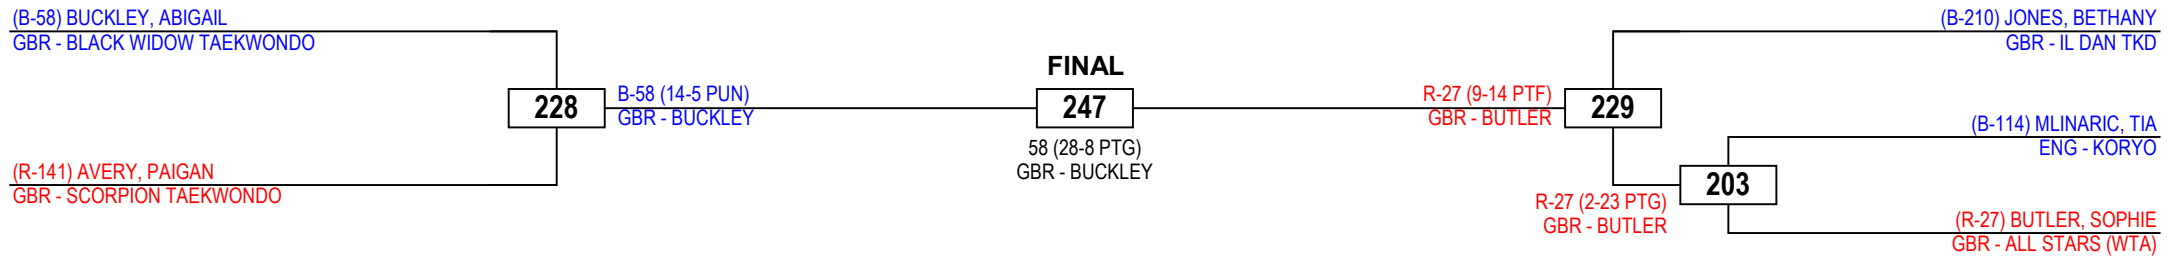 (B-58) BUCKLEY, ABIGAIL
GBR - BLACK WIDOW TAEKWONDO
(R-141) AVERY, PAIGAN
GBR - SCORPION TAEKWONDO
228
B-58 (14-5 PUN)
GBR - BUCKLEY
FINAL
247
58 (28-8 PTG)
GBR - BUCKLEY
R-27 (9-14 PTF)
GBR - BUTLER
229
R-27 (2-23 PTG)
GBR - BUTLER
203
(B-210) JONES, BETHANY
GBR - IL DAN TKD
(B-114) MLINARIC, TIA
ENG - KORYO
(R-27) BUTLER, SOPHIE
GBR - ALL STARS (WTA)